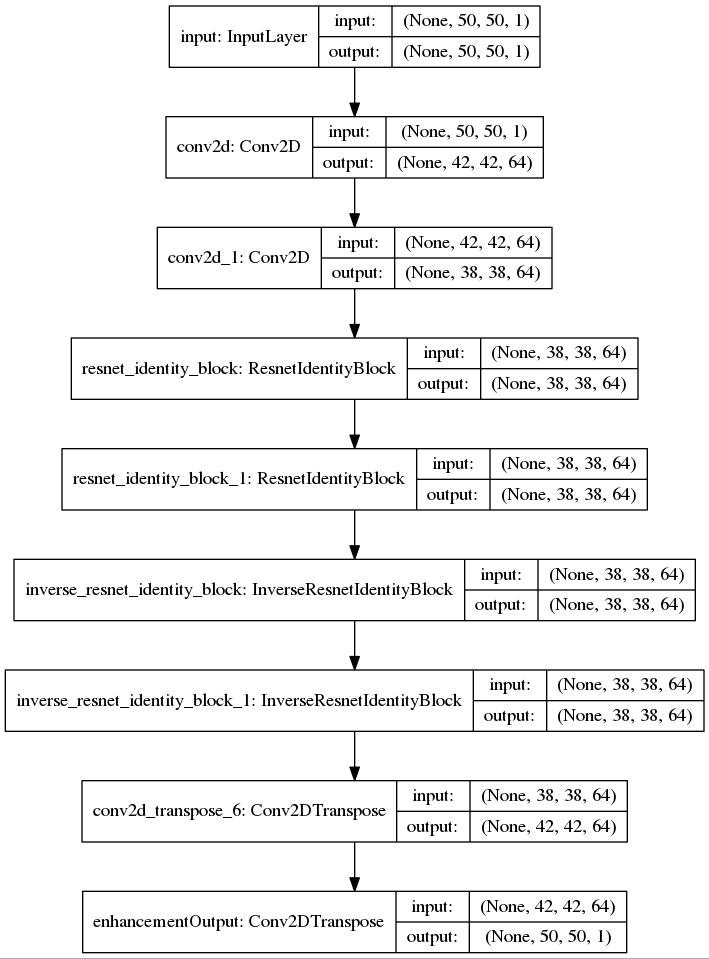 input: InputLayer
input: (None, 50, 50, 1)
output: (None, 50, 50, 1)
conv2d: Conv2D
input: (None, 50, 50, 1)
output: (None, 42, 42, 64)
conv2d_1: Conv2D
input: (None, 42, 42, 64)
output: (None, 38, 38, 64)
resnet_identity_block: ResnetIdentityBlock
input: (None, 38, 38, 64)
output: (None, 38, 38, 64)
resnet_identity_block_1: ResnetIdentityBlock
input: (None, 38, 38, 64)
output: (None, 38, 38, 64)
inverse_resnet_identity_block: InverseResnetIdentityBlock
input: (None, 38, 38, 64)
output: (None, 38, 38, 64)
inverse_resnet_identity_block_1: InverseResnetIdentityBlock
input: (None, 38, 38, 64)
output: (None, 38, 38, 64)
conv2d_transpose_6: Conv2DTranspose
input: (None, 38, 38, 64)
output: (None, 42, 42, 64)
enhancementOutput: Conv2DTranspose
input: (None, 42, 42, 64)
output: (None, 50, 50, 1)